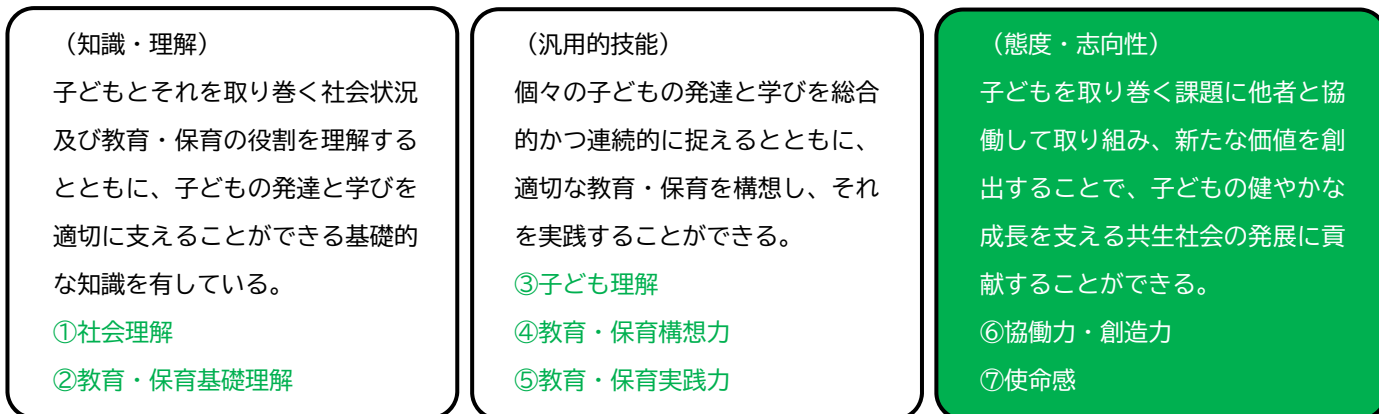 （知識・理解）
子どもとそれを取り巻く社会状況
及び教育・保育の役割を理解する
とともに、子どもの発達と学びを
適切に支えることができる基礎的
な知識を有している。
①社会理解
②教育・保育基礎理解
（汎用的技能）
個々の子どもの発達と学びを総合
的かつ連続的に捉えるとともに、
適切な教育・保育を構想し、それ
を実践することができる。
③子ども理解
④教育・保育構想力
⑤教育・保育実践力
（態度・志向性）
子どもを取り巻く課題に他者と協
働して取り組み、新たな価値を創
出することで、子どもの健やかな
成長を支える共生社会の発展に貢
献することができる。
⑥協働力・創造力
⑦使命感